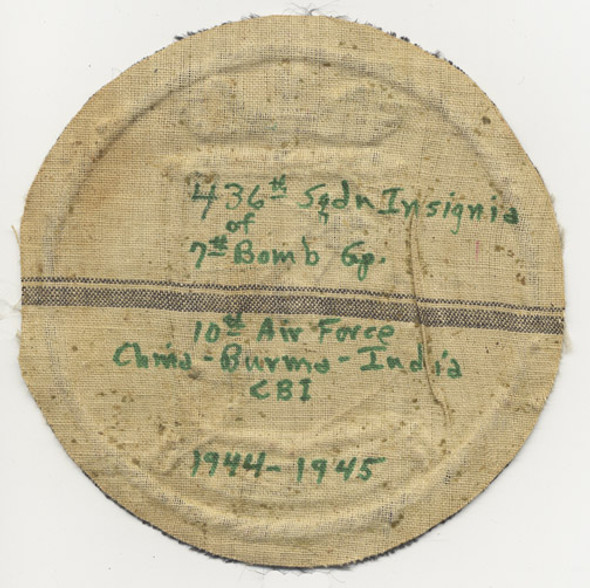 436th Sqdn Insignia
of
7th Bomb Gp.
10th Air Force
China-Burma-India
CBI
1944-1945